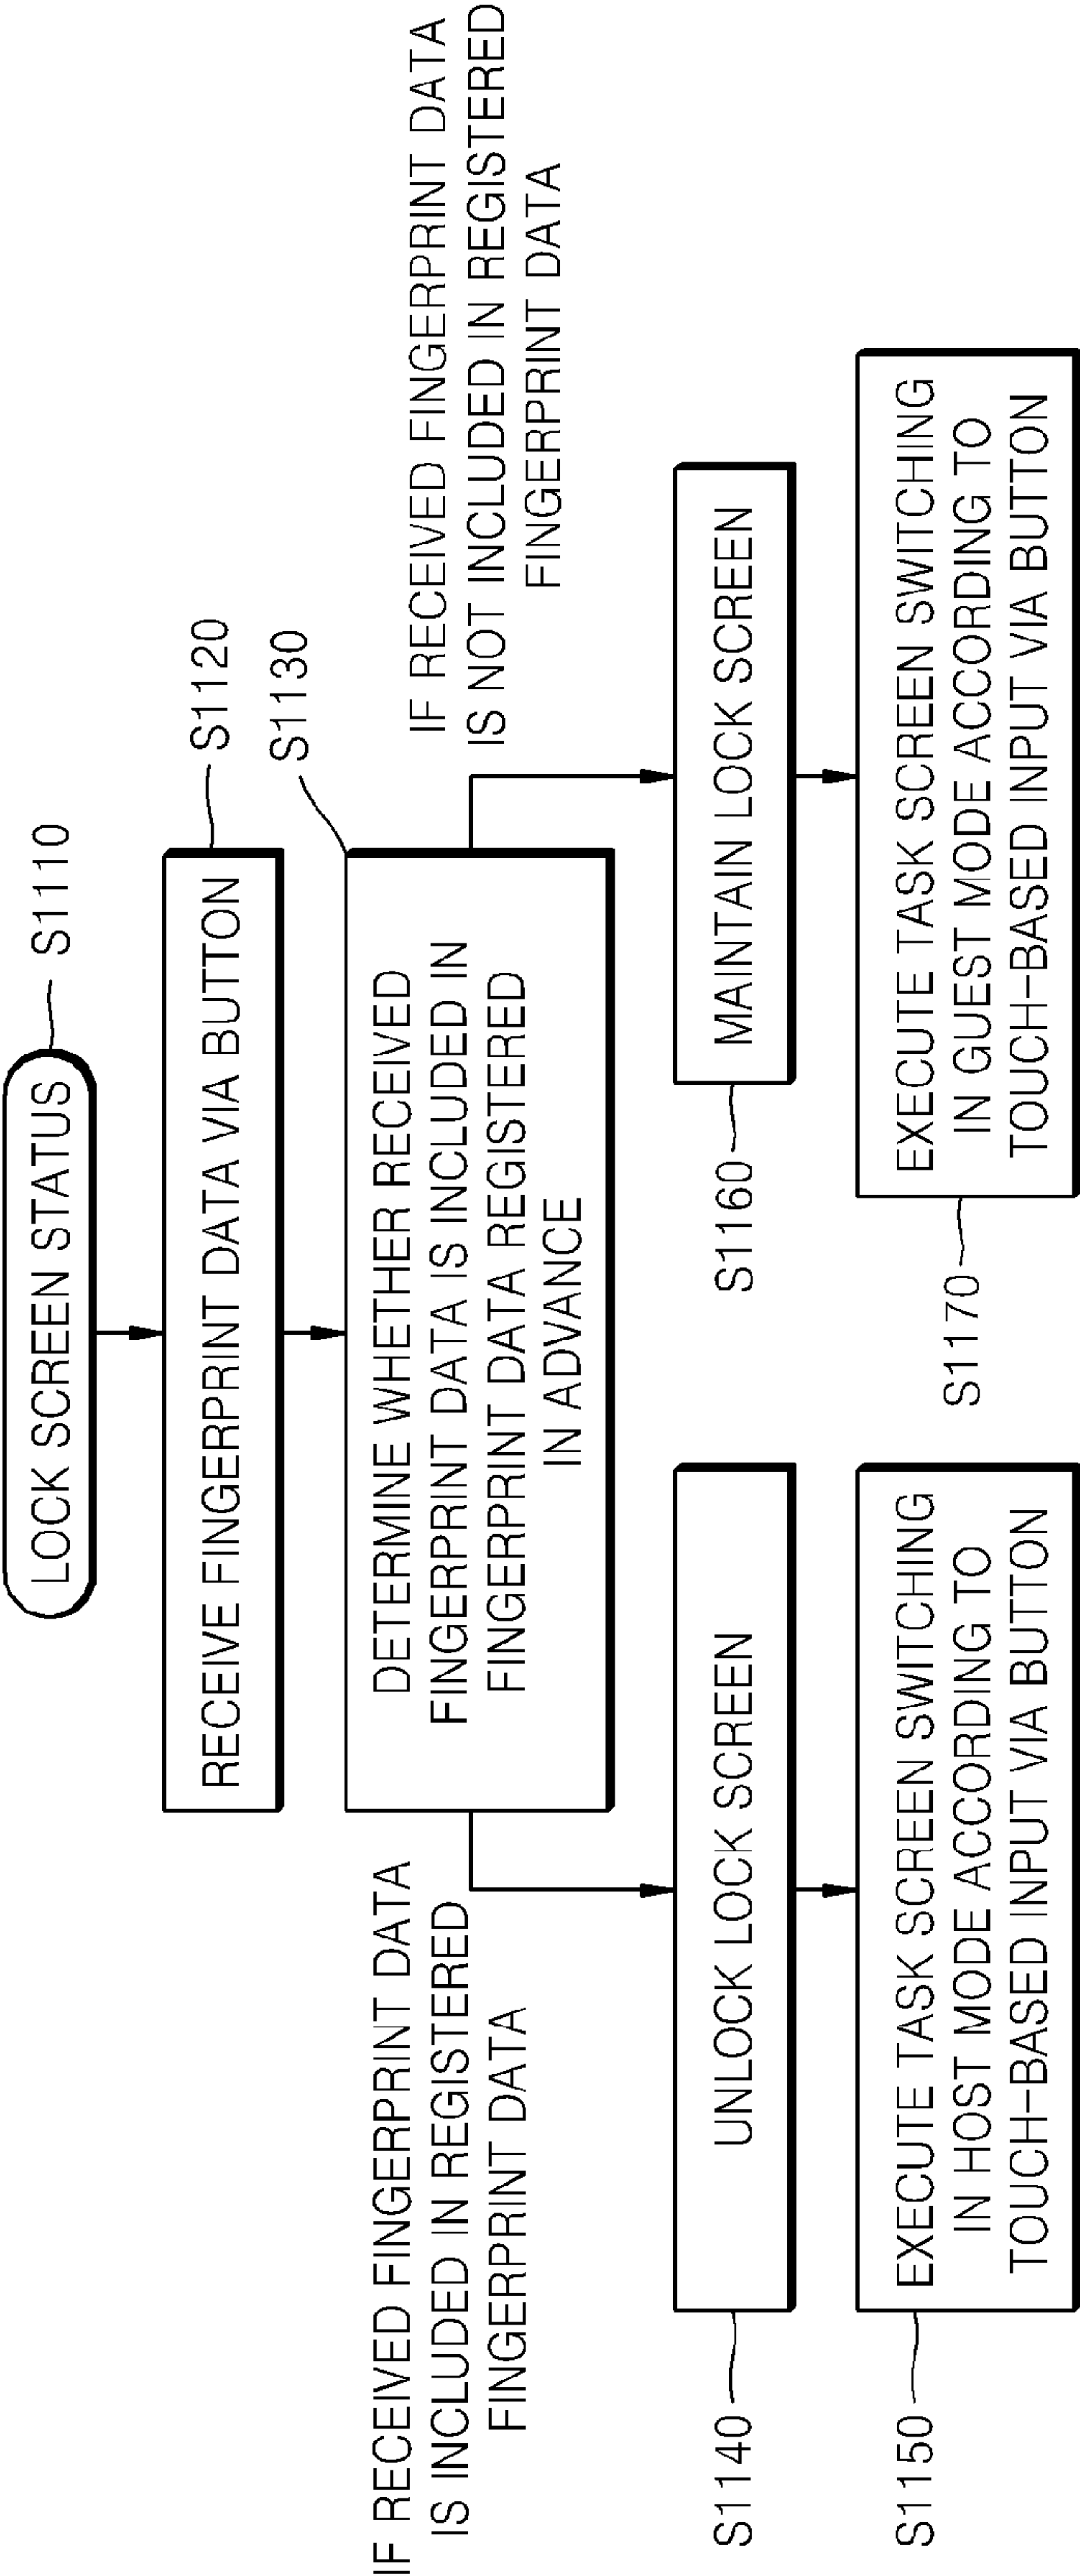 LOCK SCREEN STATUS
S1110
RECEIVE FINGERPRINT DATA VIA BUTTON
S1120
S1130
DETERMINE WHETHER RECEIVED
FINGERPRINT DATA IS INCLUDED IN
FINGERPRINT DATA REGISTERED
IN ADVANCE
IF RECEIVED FINGERPRINT DATA
IS INCLUDED IN REGISTERED
FINGERPRINT DATA
IF RECEIVED FINGERPRINT DATA
IS NOT INCLUDED IN REGISTERED
FINGERPRINT DATA
S1140
UNLOCK LOCK SCREEN
S1160
MAINTAIN LOCK SCREEN
S1150
EXECUTE TASK SCREEN SWITCHING
IN HOST MODE ACCORDING TO
TOUCH-BASED INPUT VIA BUTTON
S1170
EXECUTE TASK SCREEN SWITCHING
IN GUEST MODE ACCORDING TO
TOUCH-BASED INPUT VIA BUTTON